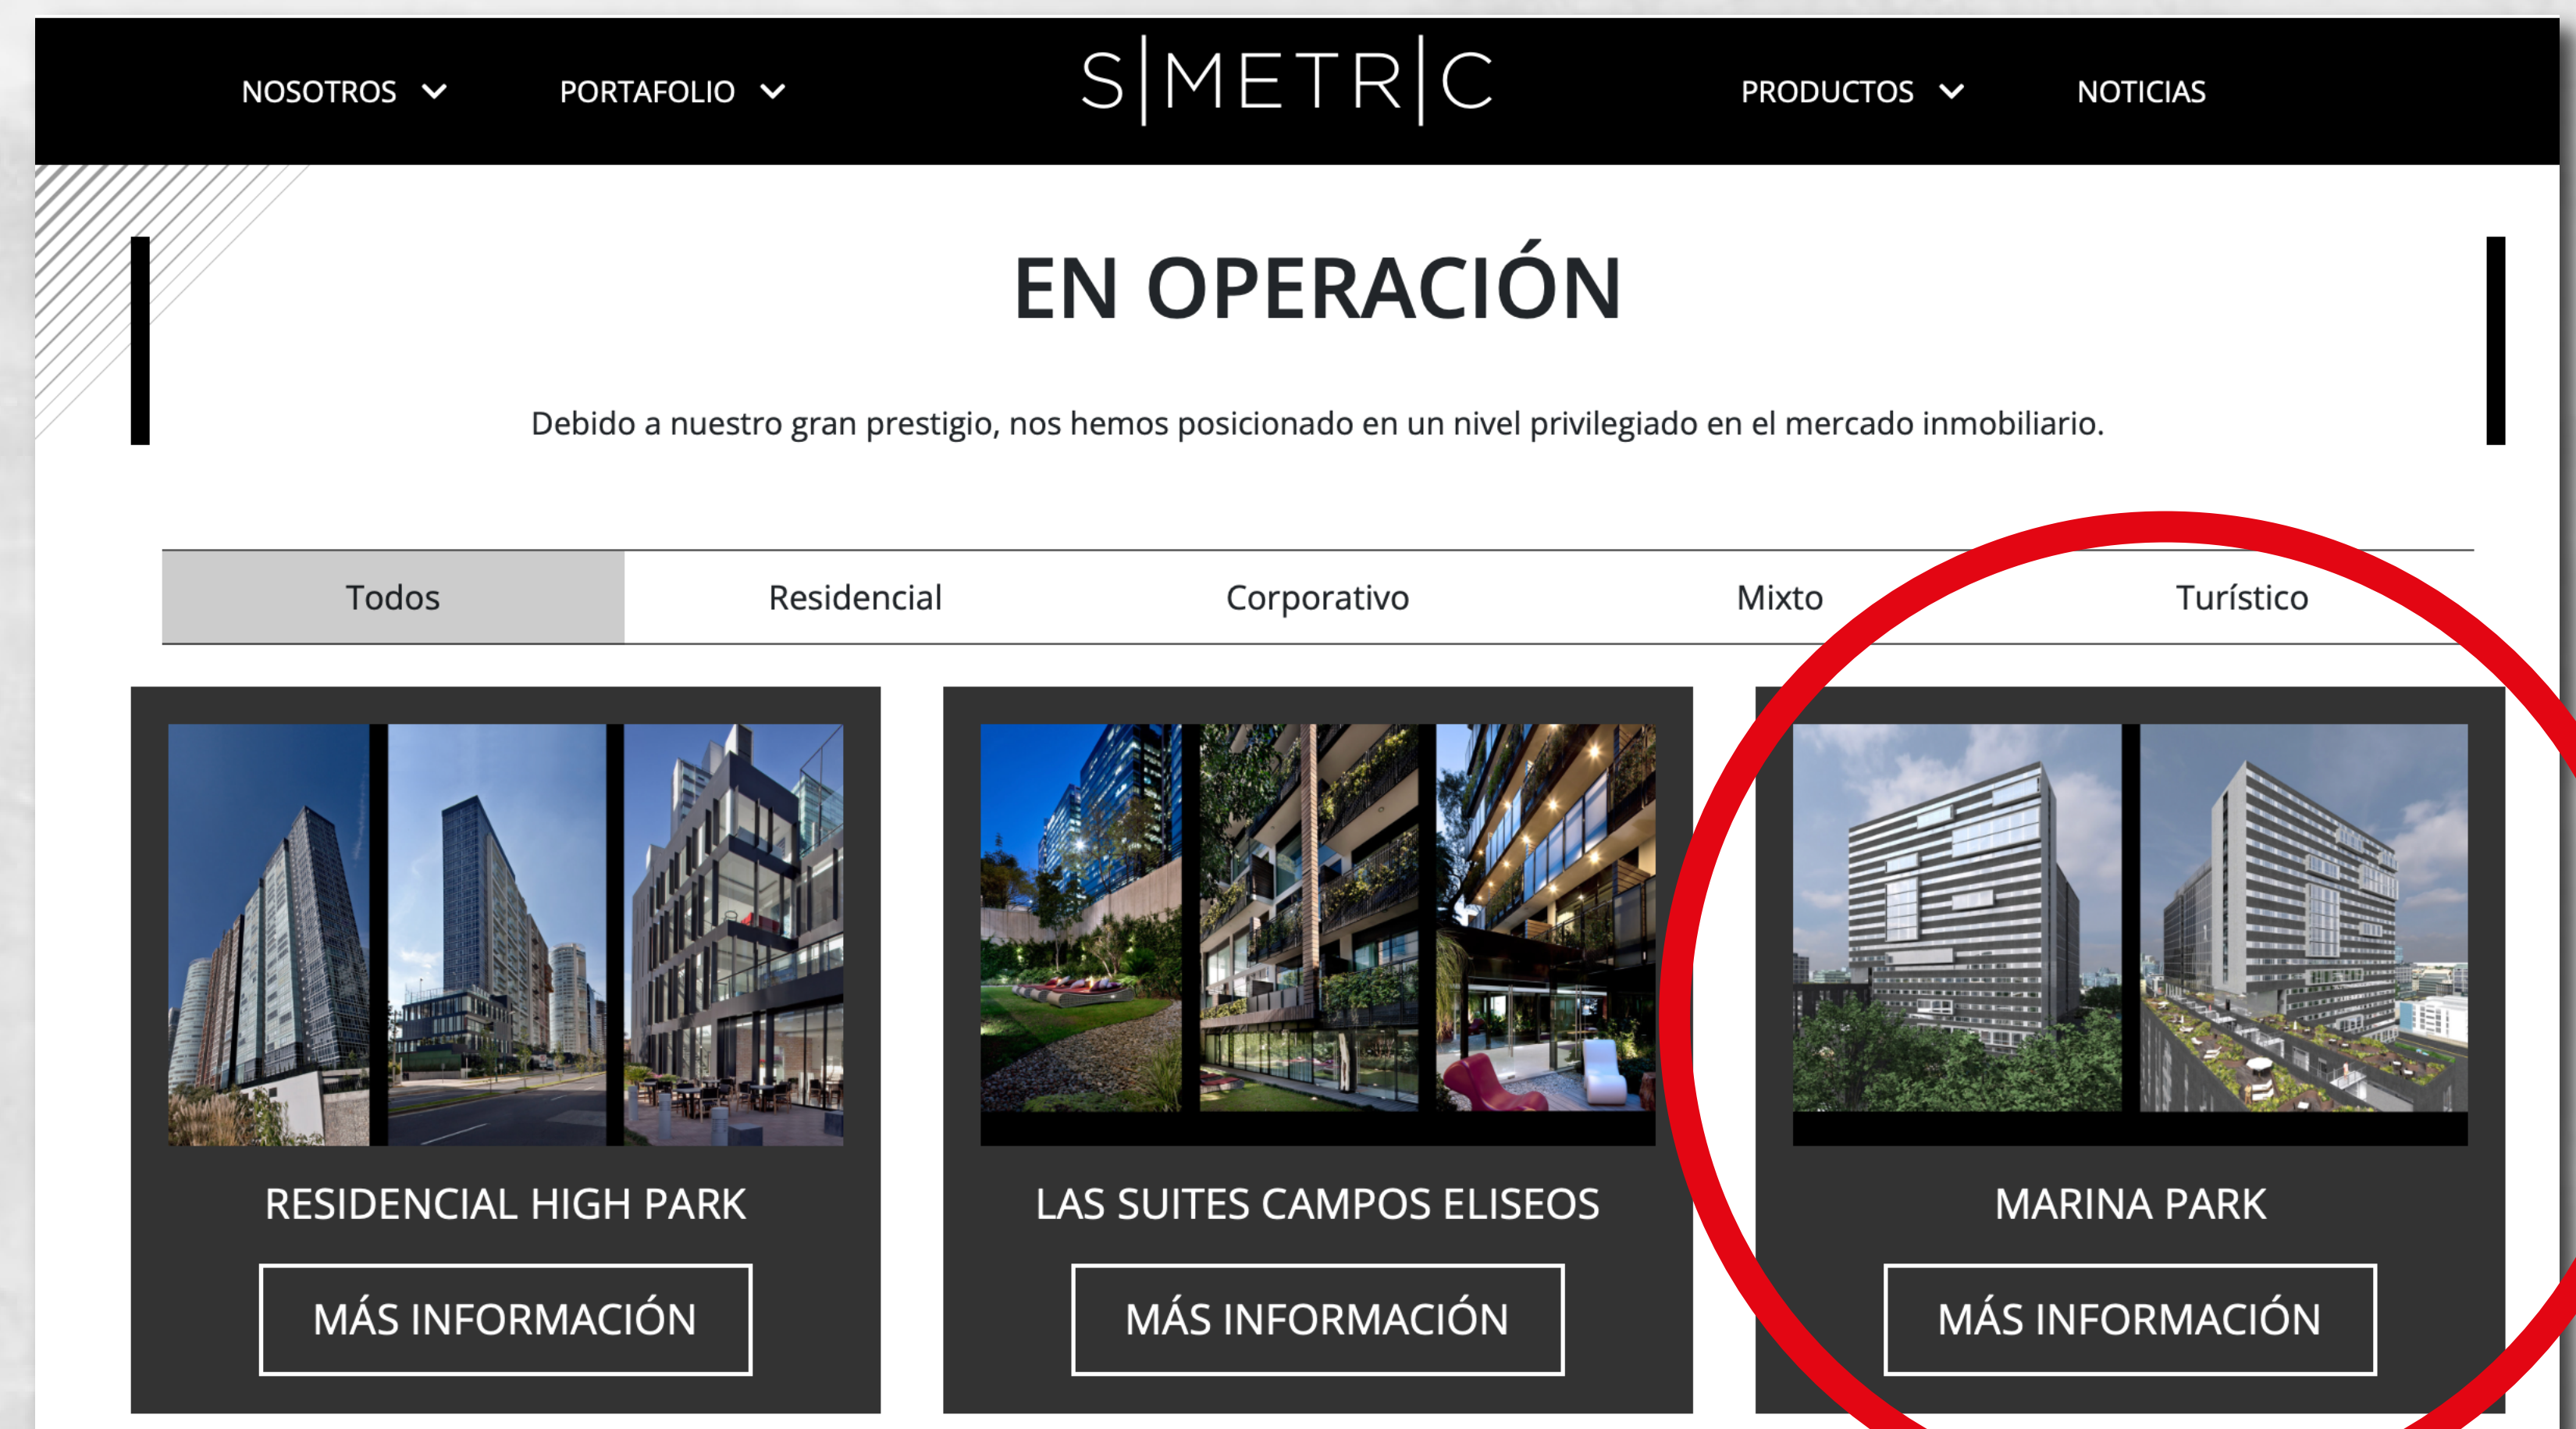 NOSOTROS PORTAFOLIO S|METR|C PRODUCTOS NOTICIAS
EN OPERACIÓN
Debido a nuestro gran prestigio, nos hemos posicionado en un nivel privilegiado en el mercado inmobiliario.
Todos Residencial Corporativo Mixto Turístico
RESIDENCIAL HIGH PARK
MÁS INFORMACIÓN
LAS SUITES CAMPOS ELISEOS
MÁS INFORMACIÓN
MARINA PARK
MÁS INFORMACIÓN